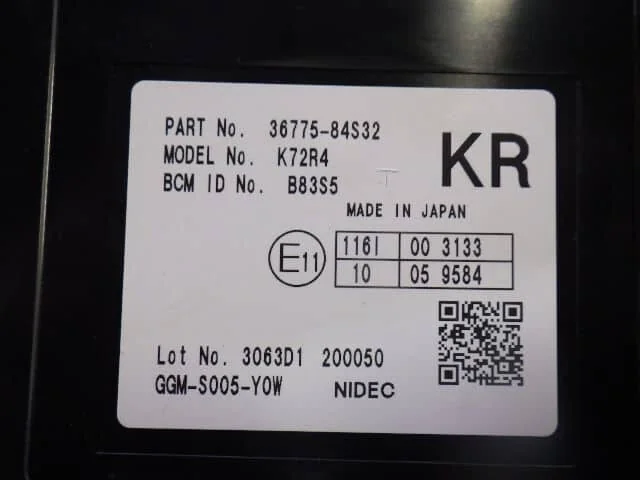 PART No. 36775-84S32
MODEL No. K72R4
BCM ID No. B83S5
KR
MADE IN JAPAN
E11
116I 00 3133
10 05 9584
Lot No. 3063D1 200050
GGM-S005-Y0W NIDEC